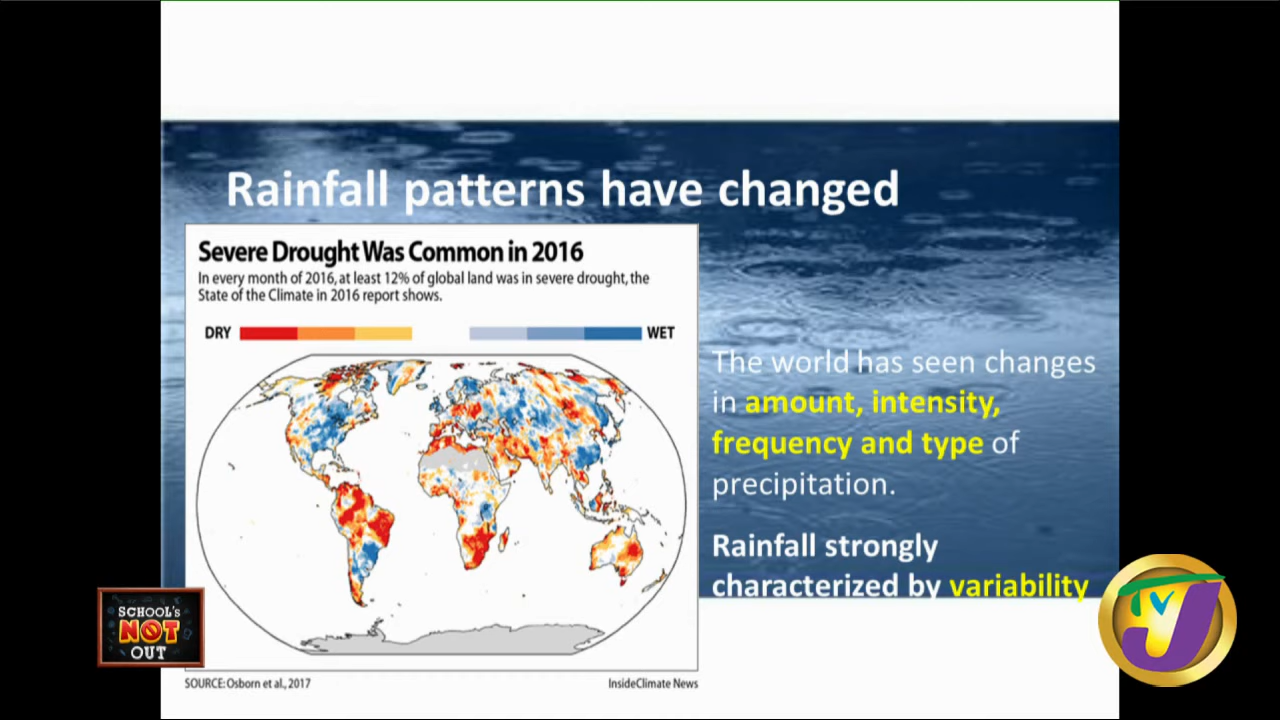 Rainfall patterns have changed
Severe Drought Was Common in 2016
In every month of 2016, at least 12% of global land was in severe drought, the
State of the Climate in 2016 report shows.
DRY
WET
The world has seen changes
in amount, intensity,
frequency and type of
precipitation.
Rainfall strongly
characterized by variability
SOURCE: Osborn et al., 2017
InsideClimate News
SCHOOL'S
NOT
OUT
TVJ